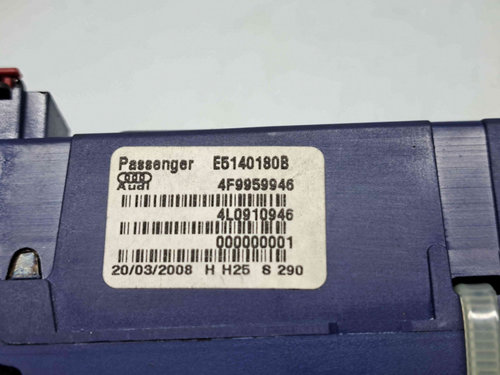 Passenger E5140180B
Audi 4F9959946
4L0910946
000000001
20/03/2008 H H25 S 290